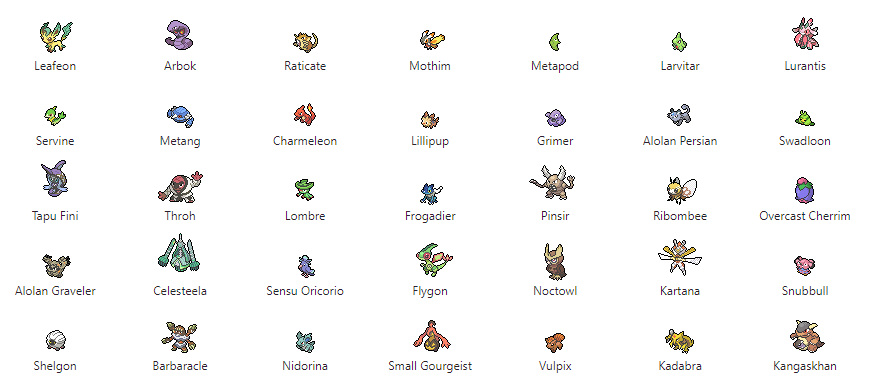 Leafeon Arbok Raticate Mothim Metapod Larvitar Lurantis
Servine Metang Charmeleon Lillipup Grimer Alolan Persian Swadloon
Tapu Fini Throh Lombre Frogadier Pinsir Ribombee Overcast Cherrim
Alolan Graveler Celesteela Sensu Oricorio Flygon Noctowl Kartana Snubbull
Shelgon Barbaracle Nidorina Small Gourgeist Vulpix Kadabra Kangaskhan